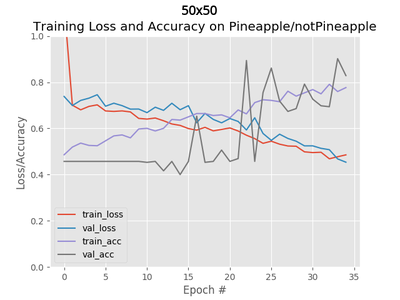 50x50
Training Loss and Accuracy on Pineapple/notPineapple
Loss/Accuracy
1.0
0.8
0.6
0.4
0.2
0.0
train_loss
val_loss
train_acc
val_acc
0 5 10 15 20 25 30 35
Epoch #